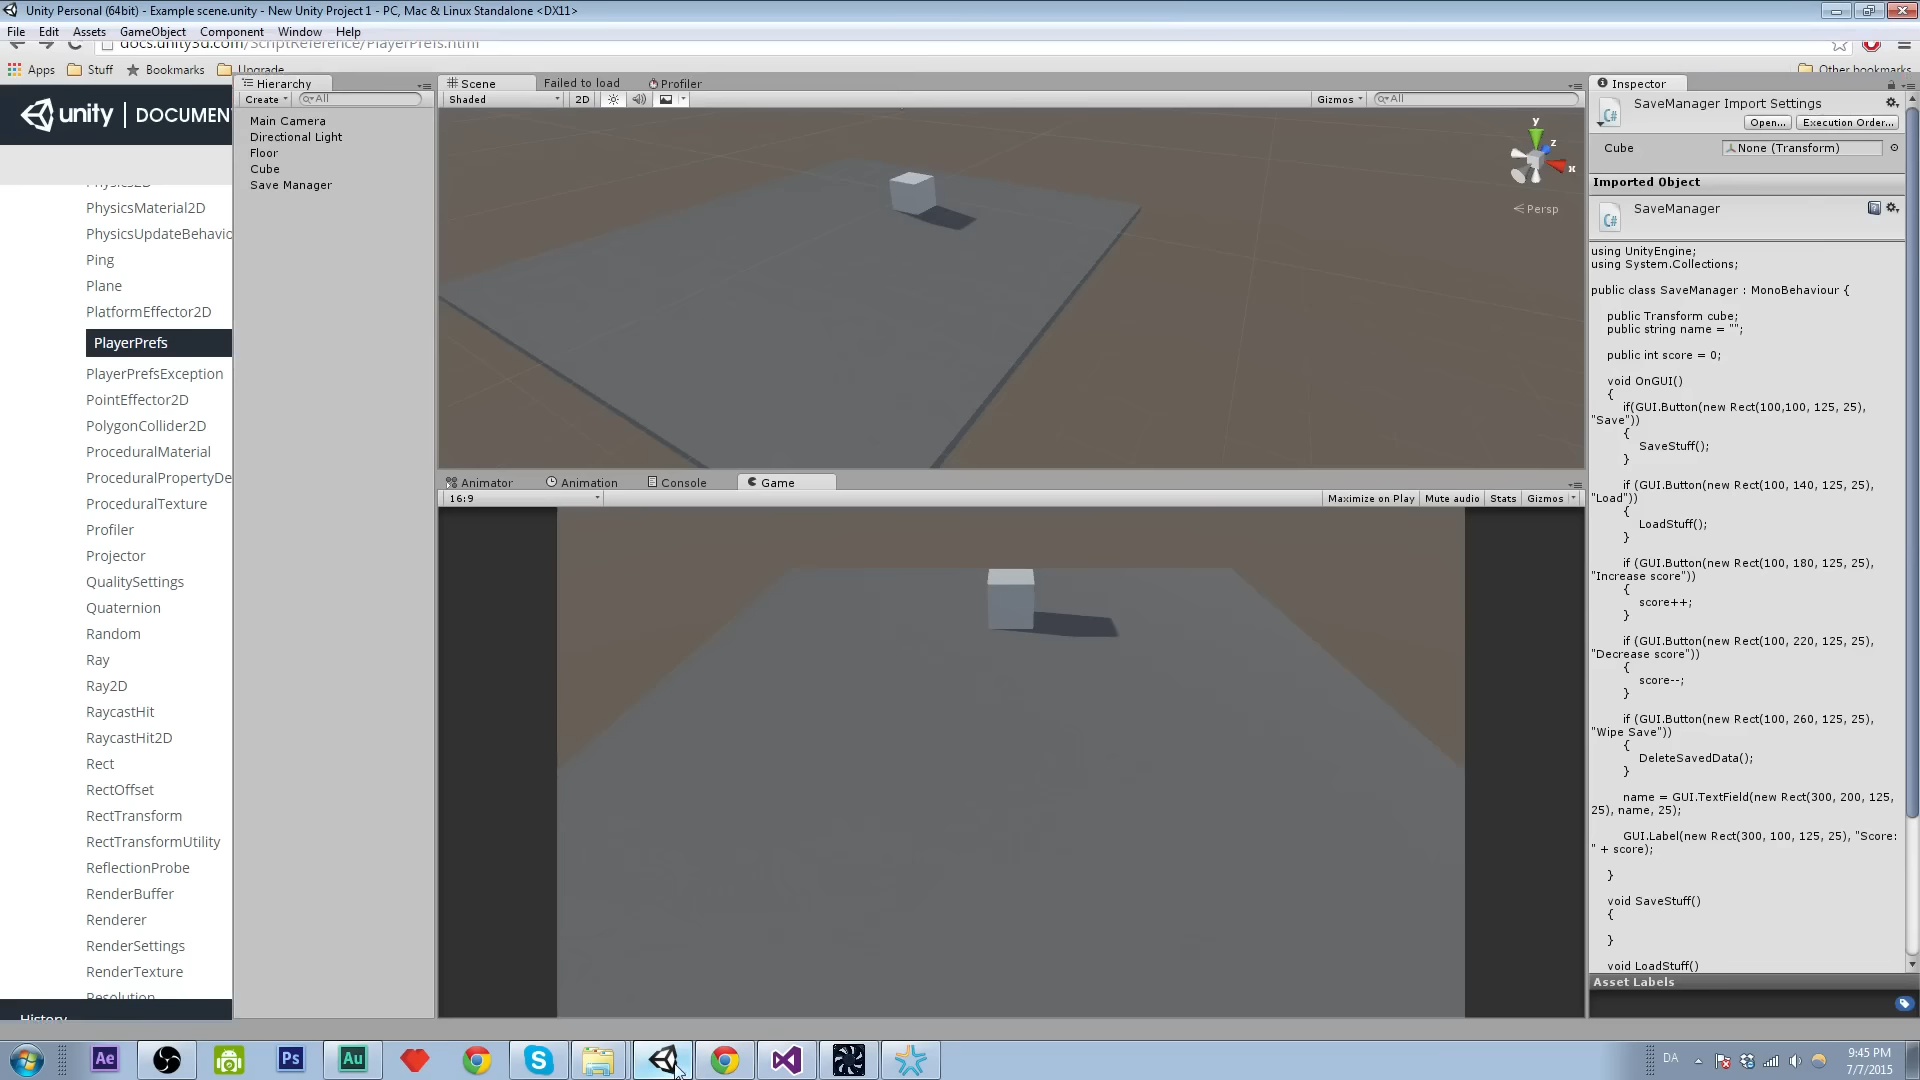 Unity Personal (64bit) - Example scene.unity - New Unity Project 1 - PC, Mac & Linux Standalone <DX11>
File Edit Assets GameObject Component Window Help
docs.unity3d.com/ScriptReference/PlayerPrefs.html
Apps Stuff Bookmarks Upgrade Other bookmarks
unity | DOCUMEN
PhysicsMaterial2D
PhysicsUpdateBehavio
Ping
Plane
PlatformEffector2D
PlayerPrefs
PlayerPrefsException
PointEffector2D
PolygonCollider2D
ProceduralMaterial
ProceduralPropertyDe
ProceduralTexture
Profiler
Projector
QualitySettings
Quaternion
Random
Ray
Ray2D
RaycastHit
RaycastHit2D
Rect
RectOffset
RectTransform
RectTransformUtility
ReflectionProbe
RenderBuffer
Renderer
RenderSettings
RenderTexture
Resolution
History
Hierarchy
Create All
Main Camera
Directional Light
Floor
Cube
Save Manager
Scene Failed to load Profiler
Shaded 2D Gizmos All
y
z
x
Persp
Animator Animation Console Game
16:9 Maximize on Play Mute audio Stats Gizmos
Inspector
SaveManager Import Settings
Open... Execution Order...
Cube None (Transform)
Imported Object
SaveManager
using UnityEngine;
using System.Collections;
public class SaveManager : MonoBehaviour {
public Transform cube;
public string name = "";
public int score = 0;
void OnGUI()
{
if(GUI.Button(new Rect(100,100, 125, 25),
"Save"))
{
SaveStuff();
}
if (GUI.Button(new Rect(100, 140, 125, 25),
"Load"))
{
LoadStuff();
}
if (GUI.Button(new Rect(100, 180, 125, 25),
"Increase score"))
{
score++;
}
if (GUI.Button(new Rect(100, 220, 125, 25),
"Decrease score"))
{
score--;
}
if (GUI.Button(new Rect(100, 260, 125, 25),
"Wipe Save"))
{
DeleteSavedData();
}
name = GUI.TextField(new Rect(300, 200, 125,
25), name, 25);
GUI.Label(new Rect(300, 100, 125, 25), "Score:
" + score);
}
void SaveStuff()
{
}
void LoadStuff()
Asset Labels
Ae Ps Au
DA
9:45 PM
7/7/2015